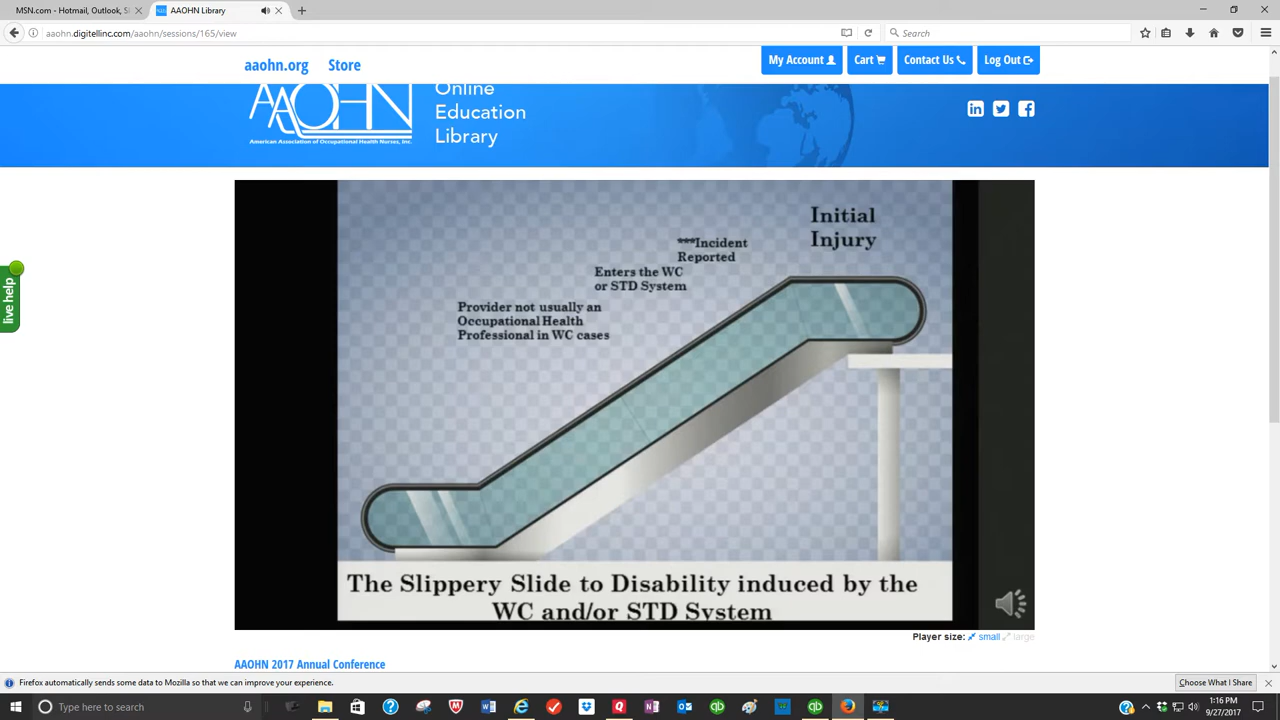 MSN.com - Hotmail, Outlook, S
AAOHN Library
aaohn.digitellinc.com/aaohn/sessions/165/view
Search
aaohn.org
Store
My Account
Cart
Contact Us
Log Out
AAOHN
American Association of Occupational Health Nurses, Inc.
Online
Education
Library
live help
Initial
Injury
***Incident
Reported
Enters the WC
or STD System
Provider not usually an
Occupational Health
Professional in WC cases
The Slippery Slide to Disability induced by the
WC and/or STD System
Player size: small large
AAOHN 2017 Annual Conference
Firefox automatically sends some data to Mozilla so that we can improve your experience.
Choose What I Share
Type here to search
1:16 PM
9/27/2017